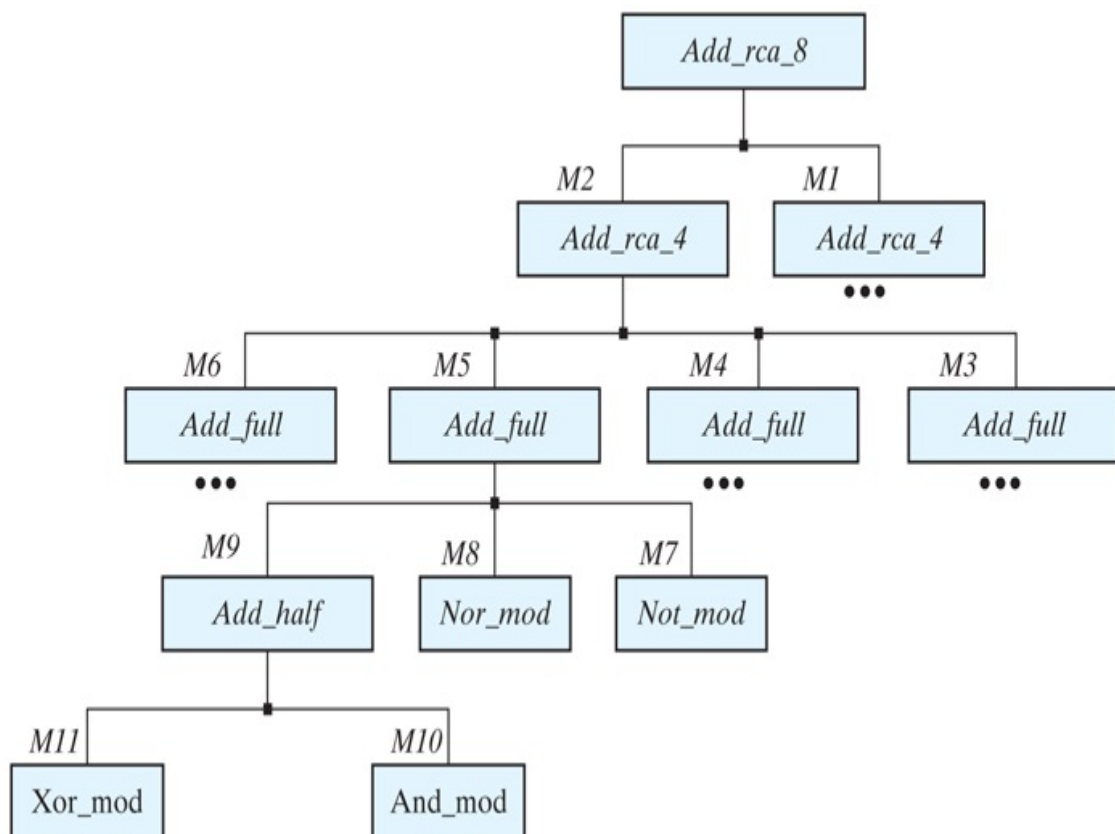 Add_rca_8
M2
M1
Add_rca_4
Add_rca_4
M6
M5
M4
M3
Add_full
Add_full
Add_full
Add_full
M9
M8
M7
Add_half
Nor_mod
Not_mod
M11
M10
Xor_mod
And_mod